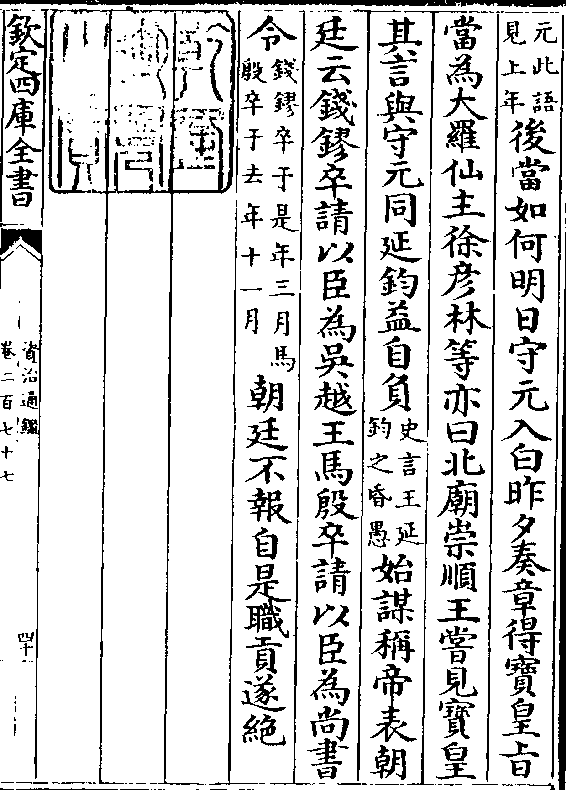 元此語
見上年
後當如何明日守元入白昨夕奏章得寶皇旨
當為大羅仙主徐彦林等亦曰北廟崇順王嘗見寶皇
其言與守元同延鈞益自負
史言王延
鈞之昏愚
始謀稱帝表朝
廷云錢鏐卒請以臣為吳越王馬殷卒請以臣為尚書
令
錢鏐卒于是年三月馬
殷卒于去年十一月
朝廷不報自是職貢遂絶
欽定四庫全書
資治通鑑
卷二百七十七
四十